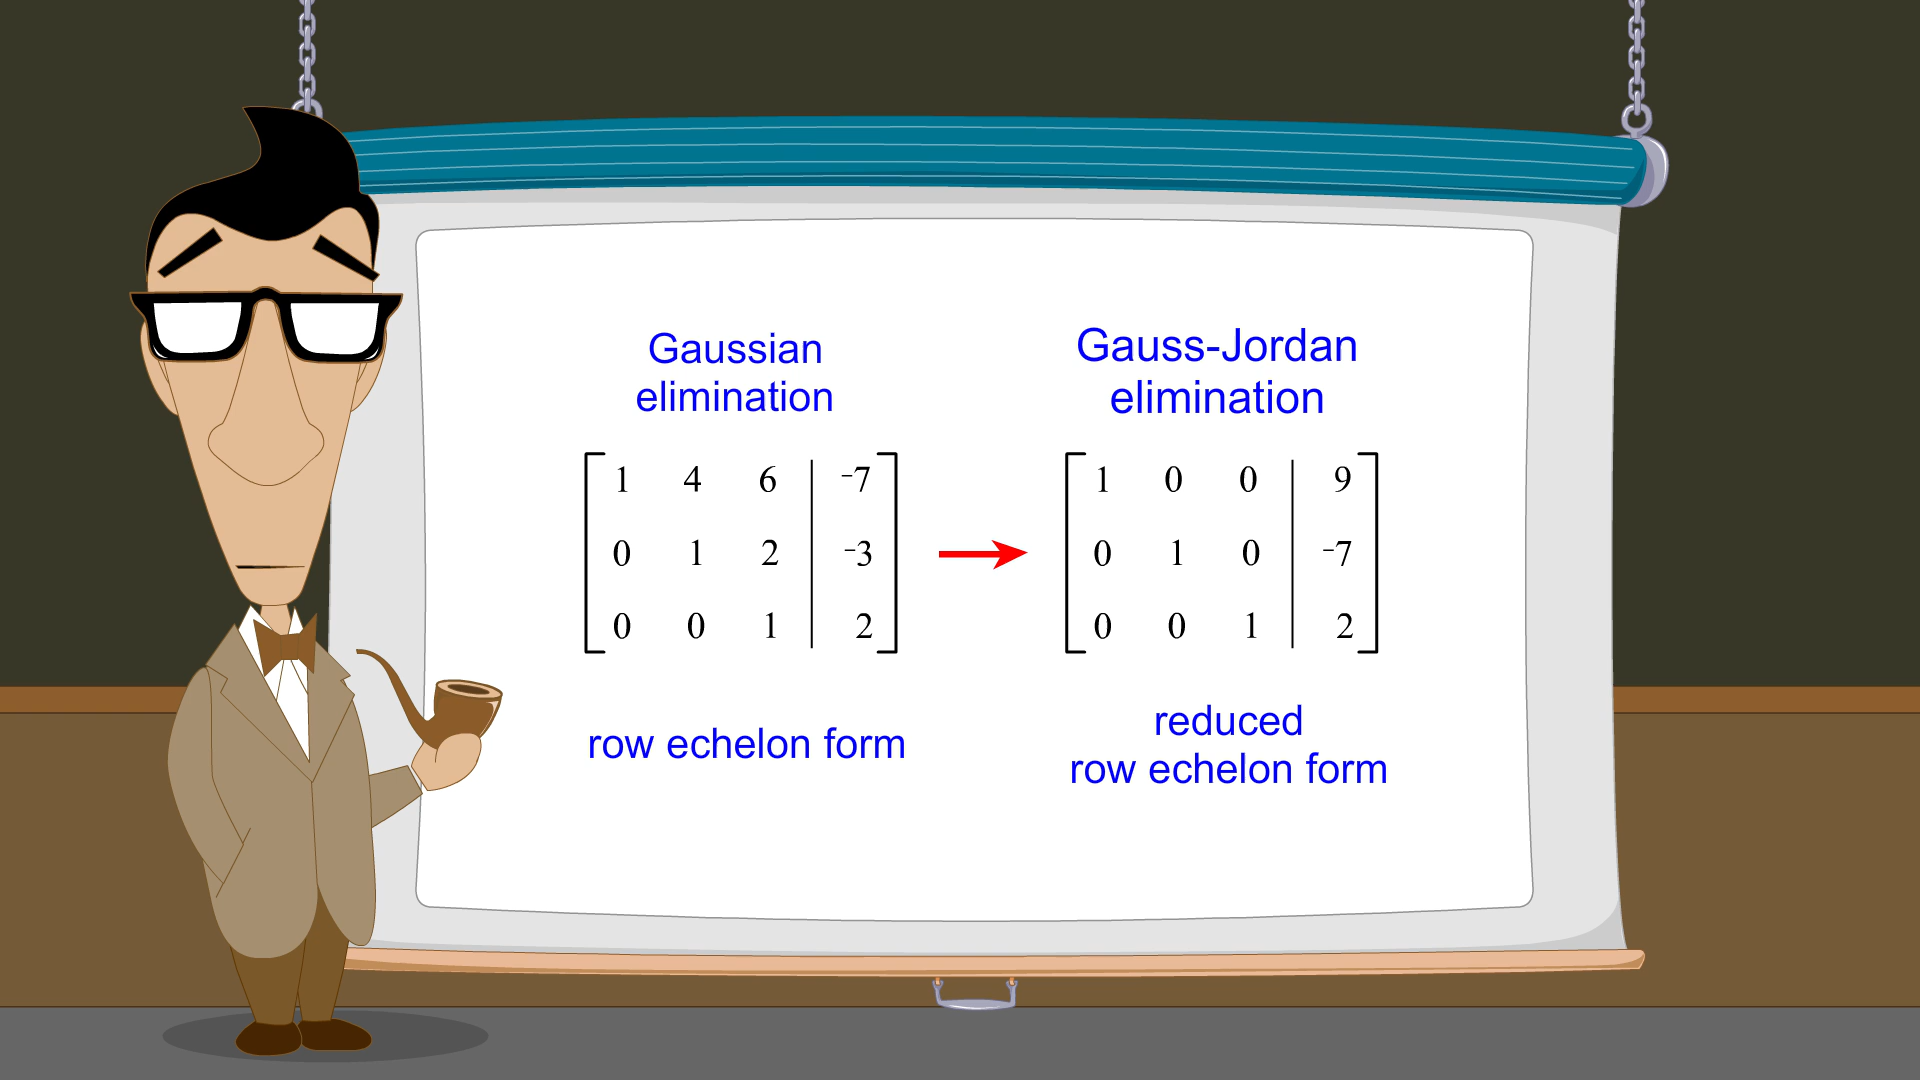 Gaussian
elimination
1 4 6 | -7
0 1 2 | -3
0 0 1 | 2
row echelon form
Gauss-Jordan
elimination
1 0 0 | 9
0 1 0 | -7
0 0 1 | 2
reduced
row echelon form